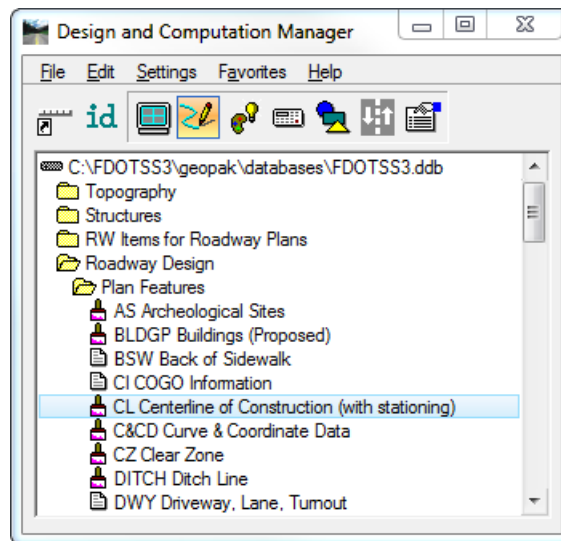 Design and Computation Manager
File Edit Settings Favorites Help
id
C:\FDOTSS3\geopak\databases\FDOTSS3.ddb
Topography
Structures
RW Items for Roadway Plans
Roadway Design
Plan Features
AS Archeological Sites
BLDGP Buildings (Proposed)
BSW Back of Sidewalk
CI COGO Information
CL Centerline of Construction (with stationing)
C&CD Curve & Coordinate Data
CZ Clear Zone
DITCH Ditch Line
DWY Driveway, Lane, Turnout